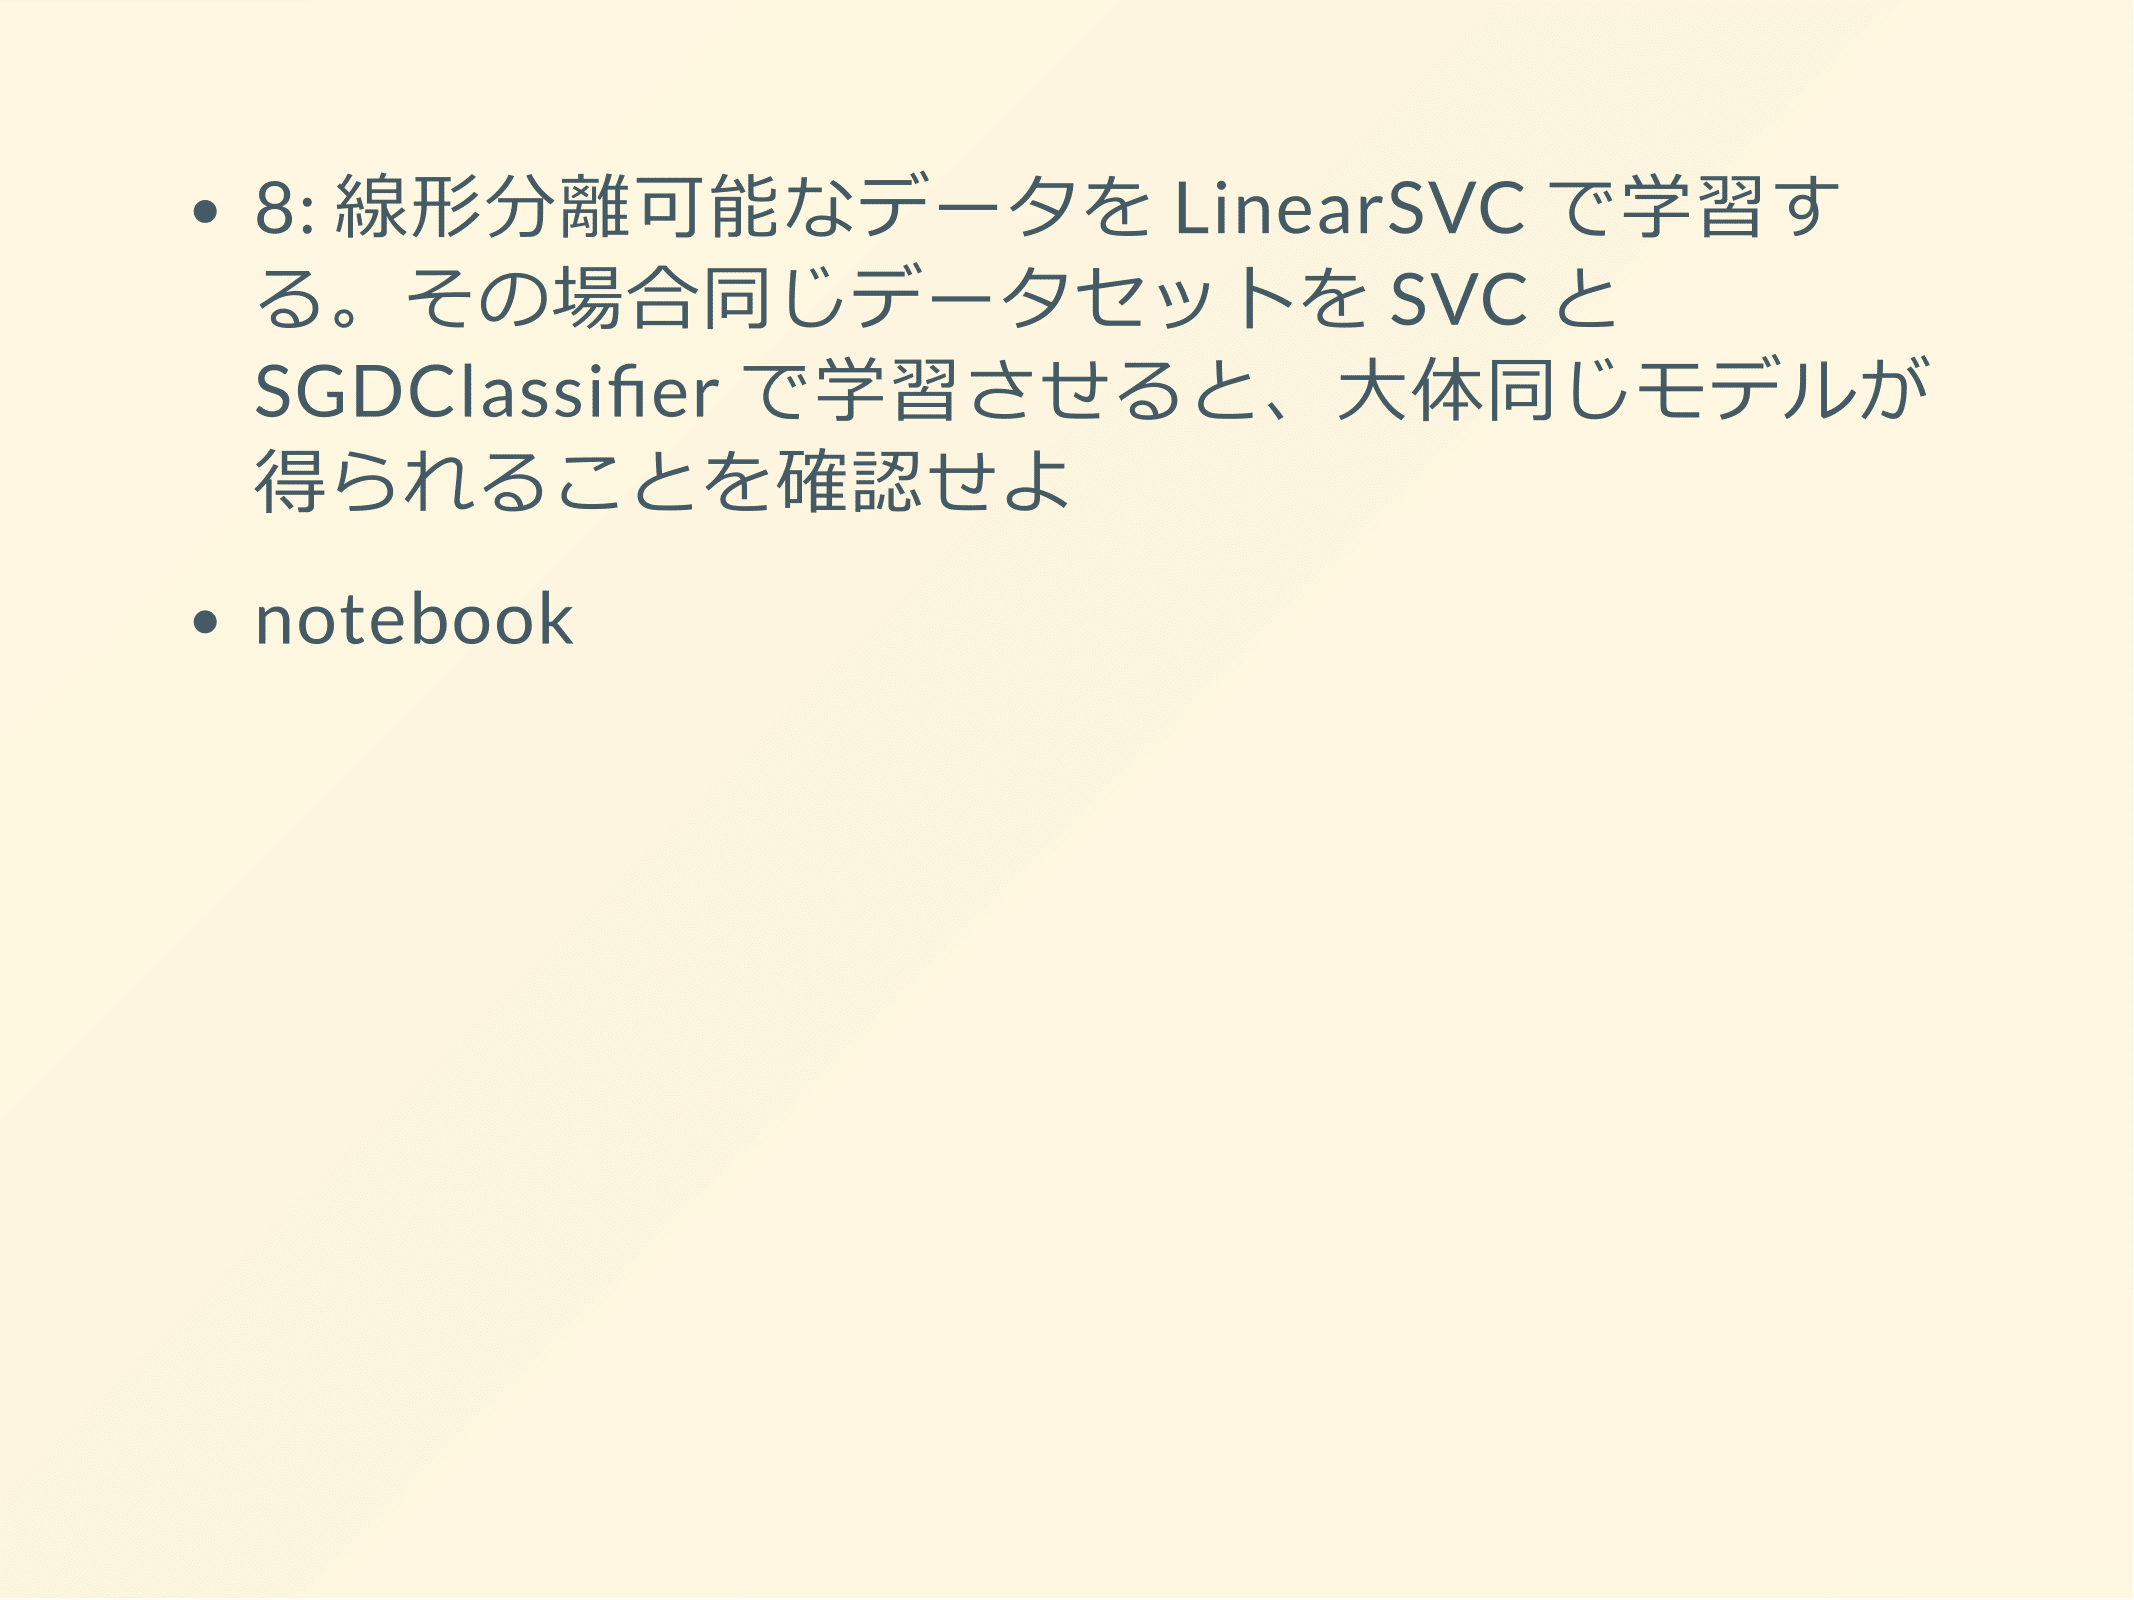 • 8: 線形分離可能なデータを LinearSVC で学習す
る。その場合同じデータセットを SVC と
SGDClassifier で学習させると、大体同じモデルが
得られることを確認せよ
• notebook